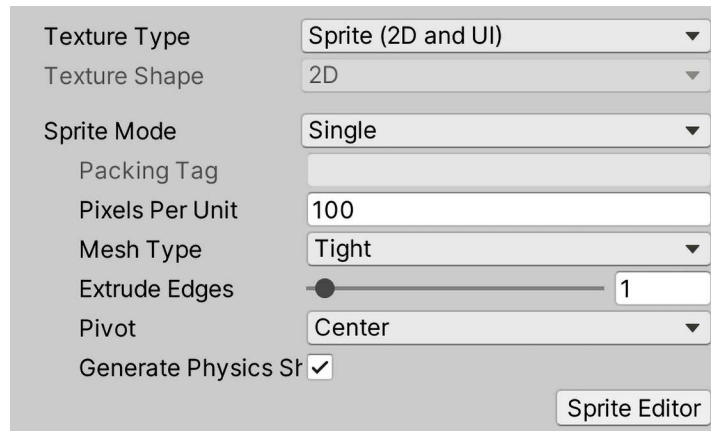 Texture Type Sprite (2D and UI)
Texture Shape 2D
Sprite Mode Single
Packing Tag
Pixels Per Unit 100
Mesh Type Tight
Extrude Edges 1
Pivot Center
Generate Physics Sh
Sprite Editor